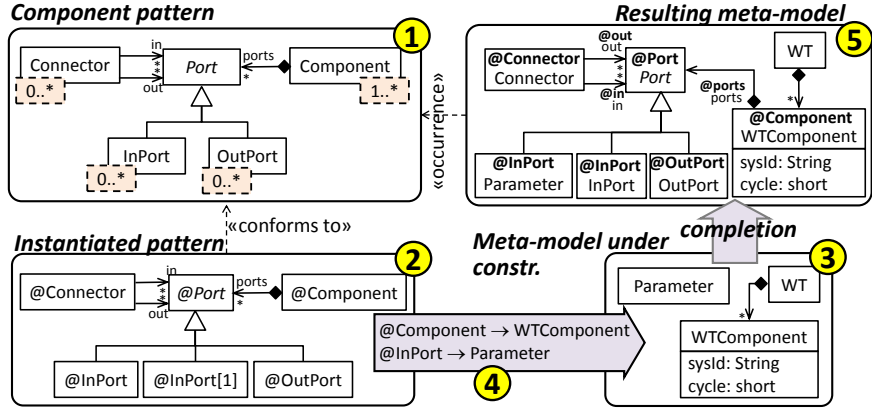 Component pattern
1
Connector
0..*
in
*
*
out
Port
ports
*
Component
1..*
InPort
0..*
OutPort
0..*
«occurrence»
Resulting meta-model
5
@Connector
Connector
@out
out
*
*
@in
in
@Port
Port
@ports
ports
WT
*
@Component
WTComponent
sysId: String
cycle: short
@InPort
Parameter
@InPort
InPort
@OutPort
OutPort
«conforms to»
Instantiated pattern
2
@Connector
in
*
*
out
@Port
ports
*
@Component
@InPort
@InPort[1]
@OutPort
@Component → WTComponent
@InPort → Parameter
4
completion
Meta-model under
constr.
3
Parameter
WT
*
WTComponent
sysId: String
cycle: short